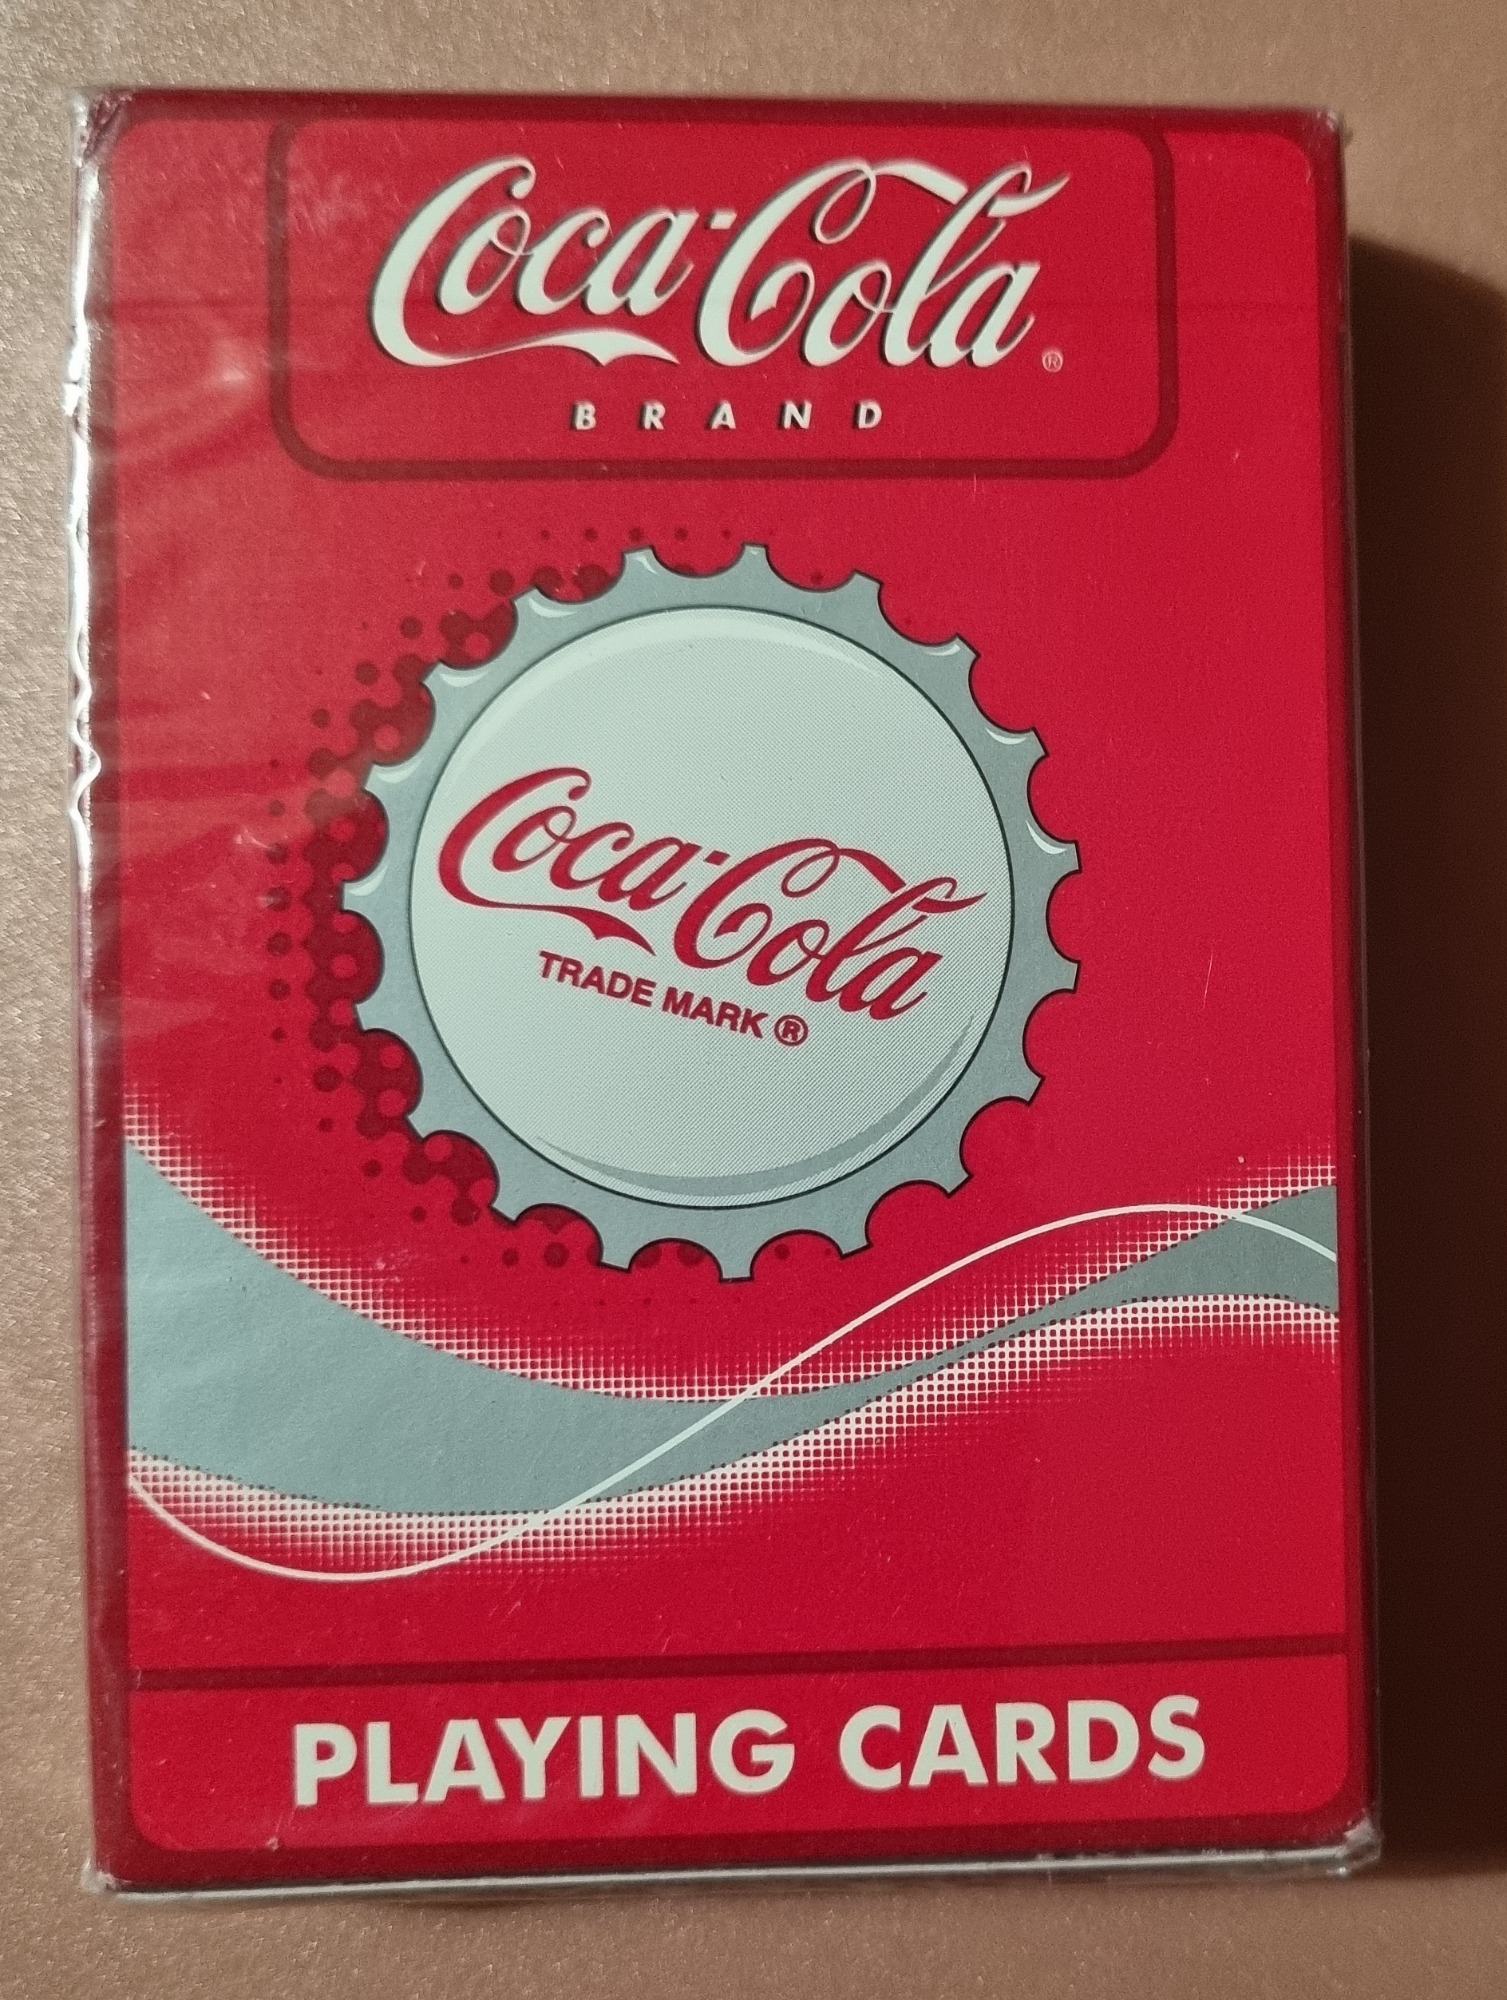 Coca-Cola ®
BRAND
Coca-Cola
TRADE MARK ®
PLAYING CARDS